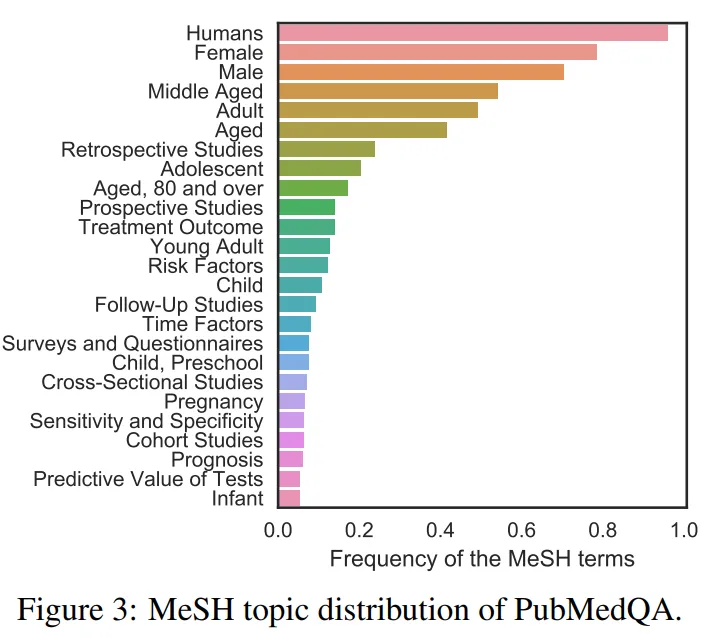 Humans
Female
Male
Middle Aged
Adult
Aged
Retrospective Studies
Adolescent
Aged, 80 and over
Prospective Studies
Treatment Outcome
Young Adult
Risk Factors
Child
Follow-Up Studies
Time Factors
Surveys and Questionnaires
Child, Preschool
Cross-Sectional Studies
Pregnancy
Sensitivity and Specificity
Cohort Studies
Prognosis
Predictive Value of Tests
Infant
0.0 0.2 0.4 0.6 0.8 1.0
Frequency of the MeSH terms
Figure 3: MeSH topic distribution of PubMedQA.